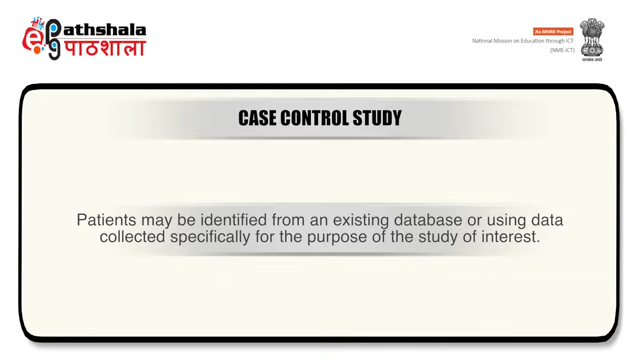 ePathshala
पाठशाला
An MHRD Project
National Mission on Education through ICT
(NME-ICT)
CASE CONTROL STUDY
Patients may be identified from an existing database or using data
collected specifically for the purpose of the study of interest.